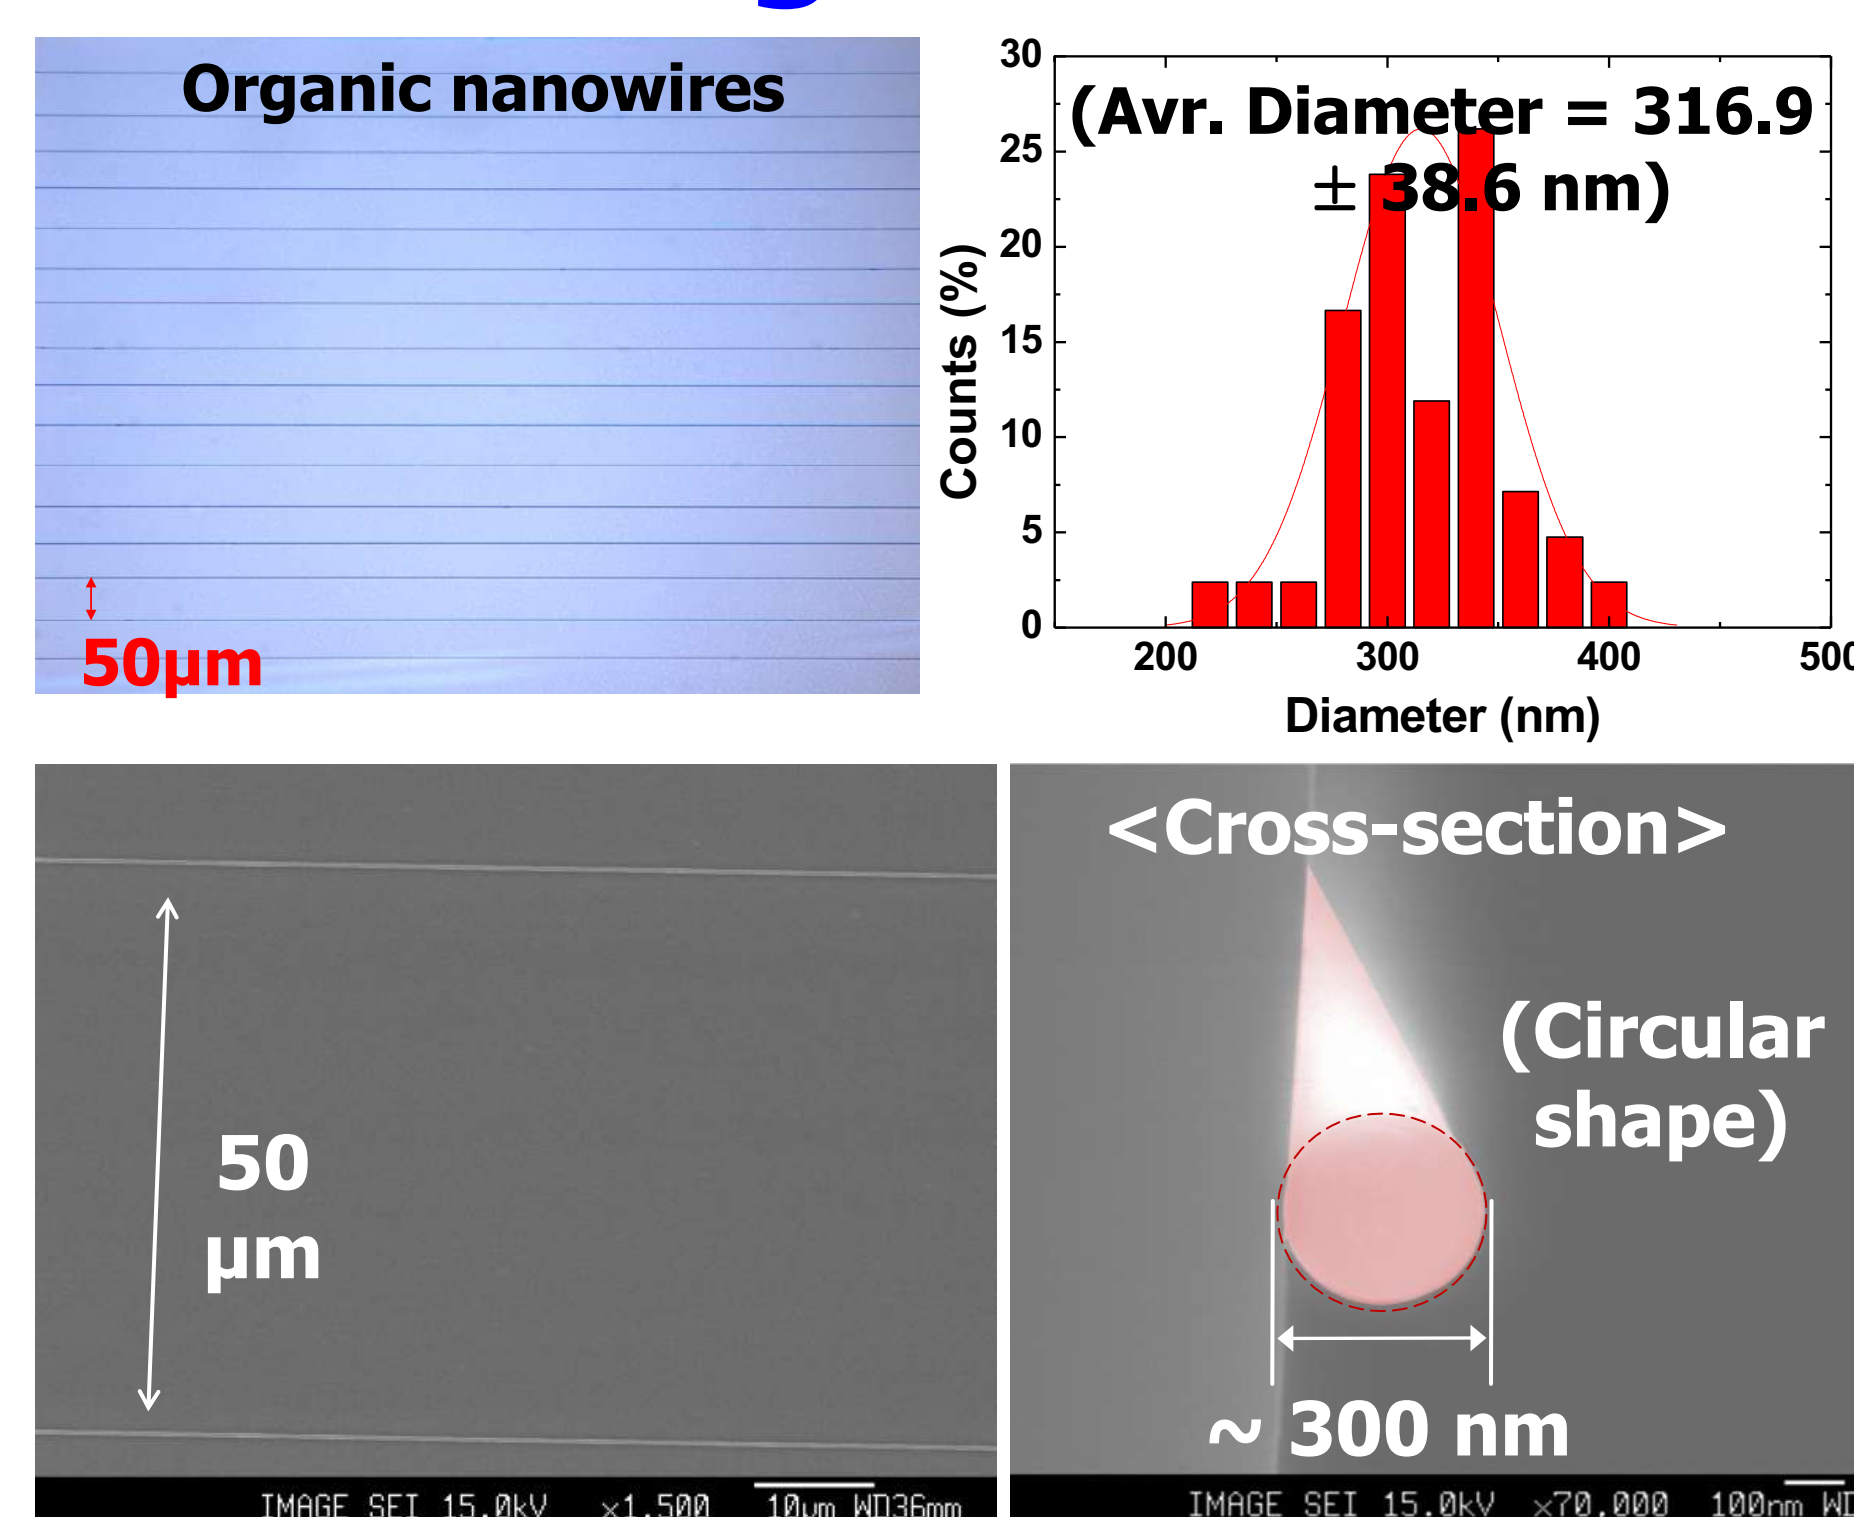 Organic nanowires
50µm
30
25
20
15
10
5
0
Counts (%)
(Avr. Diameter = 316.9
± 38.6 nm)
200 300 400
Diameter (nm)
50
µm
IMAGE SEI 15.0kV ×1,500 10µm WD36mm
<Cross-section>
(Circular
shape)
~ 300 nm
IMAGE SEI 15.0kV ×70,000 100nm WD